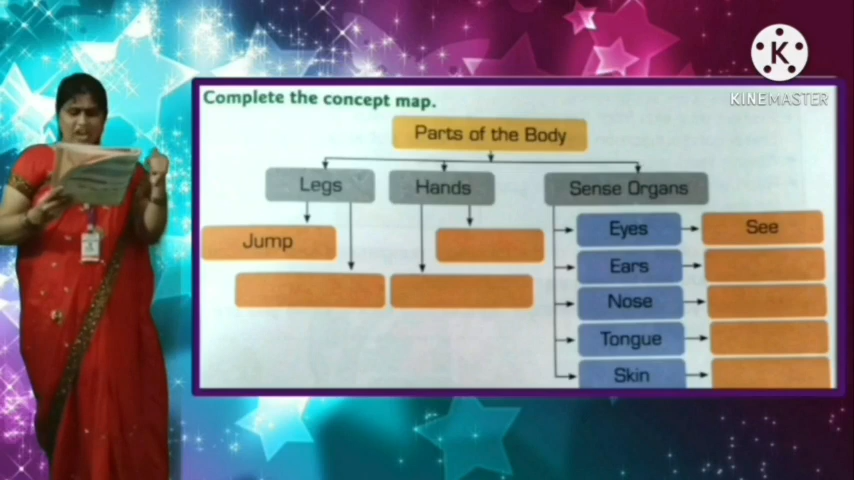 K
KINEMASTER
Complete the concept map.
Parts of the Body
Legs
Hands
Sense Organs
Jump
Eyes
See
Ears
Nose
Tongue
Skin